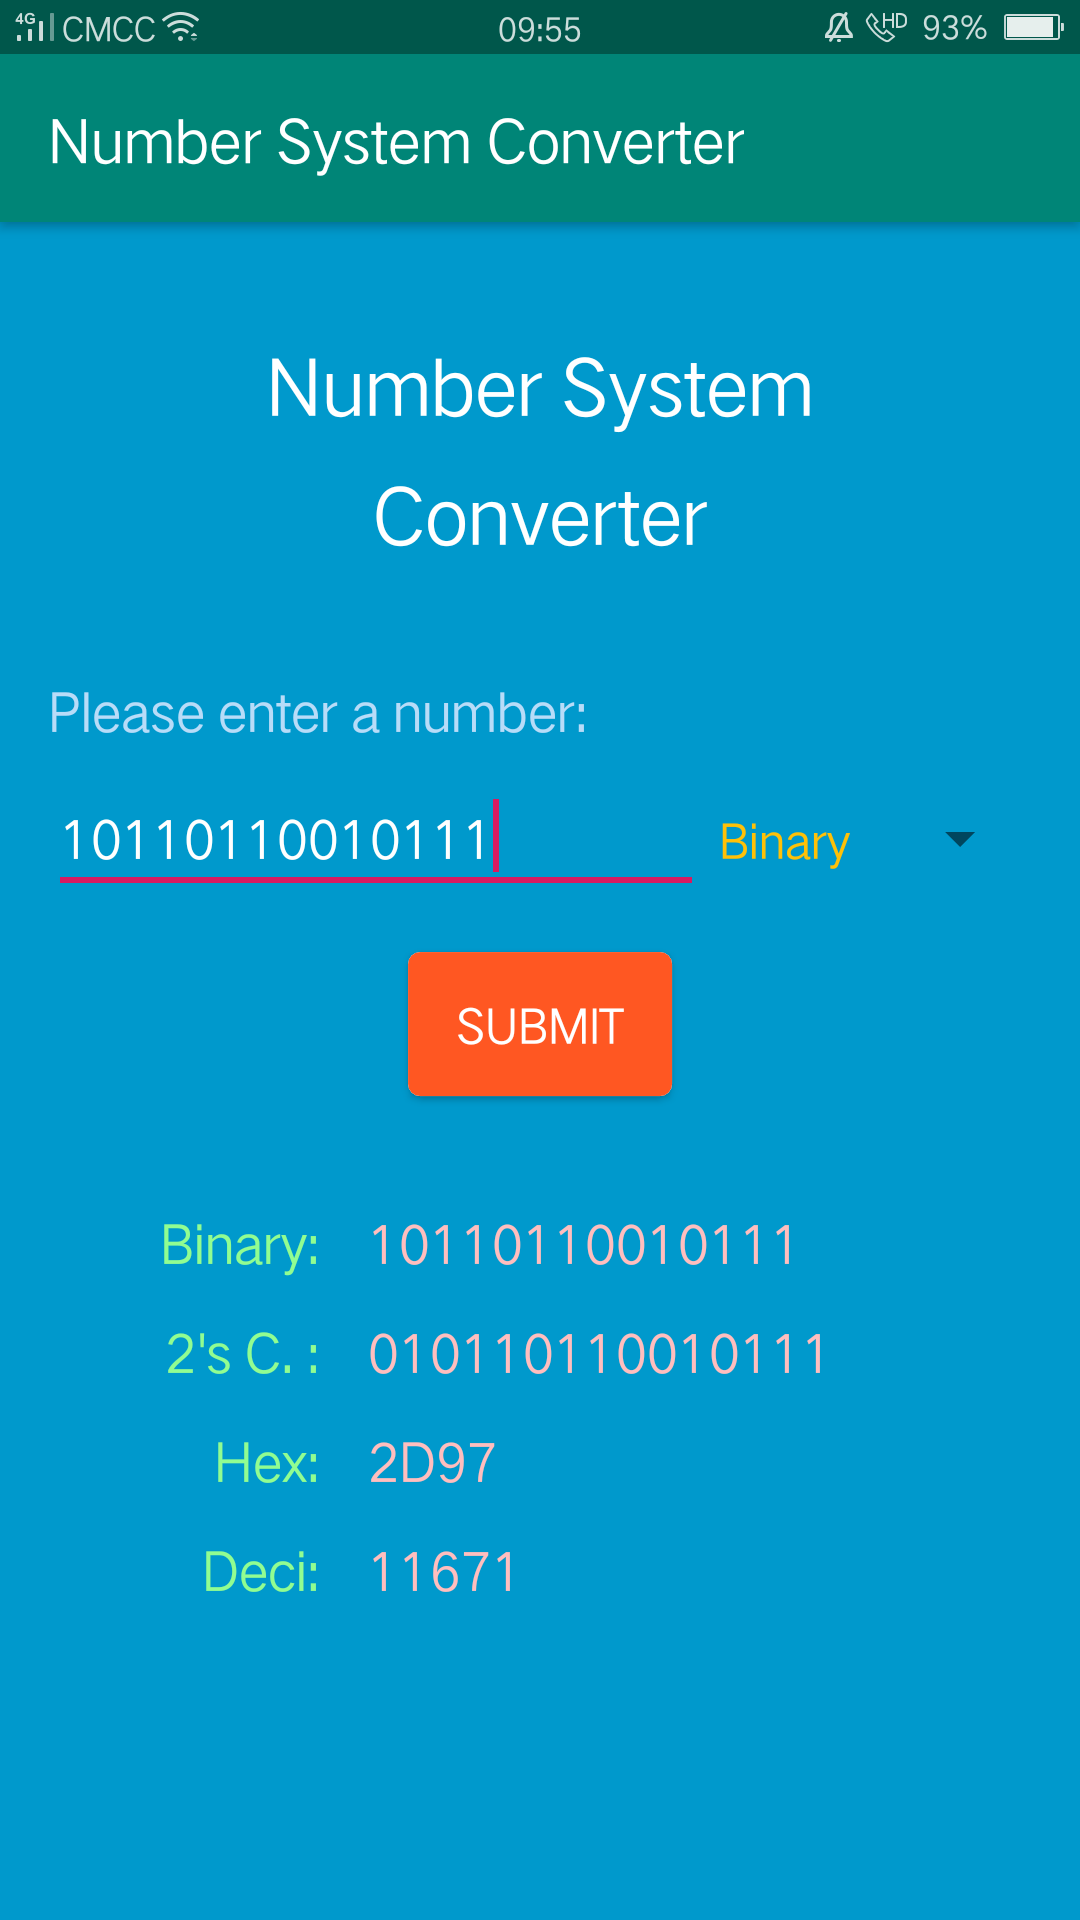 4G CMCC 09:55 HD 93%
Number System Converter
Number System
Converter
Please enter a number:
10110110010111 Binary
SUBMIT
Binary: 10110110010111
2's C. : 010110110010111
Hex: 2D97
Deci: 11671